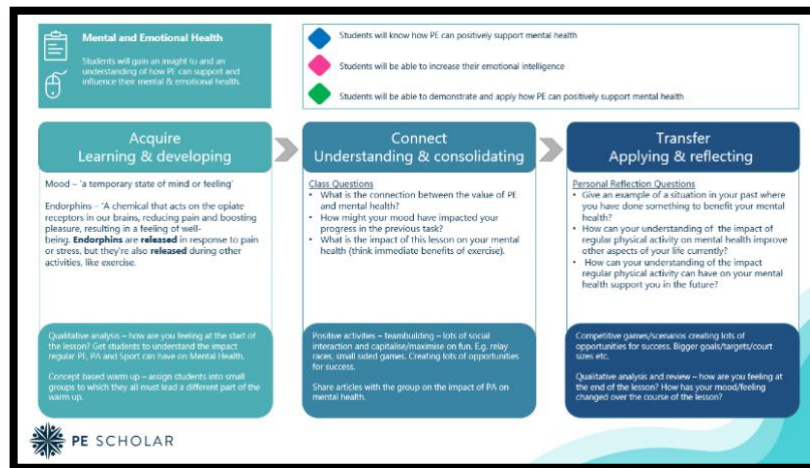 Mental and Emotional Health
Students will gain an insight to and an
understanding of how PE can support and
influence their mental & emotional health.
Students will know how PE can positively support mental health
Students will be able to increase their emotional intelligence
Students will be able to demonstrate and apply how PE can positively support mental health
Acquire
Learning & developing
Mood – 'a temporary state of mind or feeling'
Endorphins – 'A chemical that acts on the opiate
receptors in our brains, reducing pain and boosting
pleasure, resulting in a feeling of well-
being. Endorphins are released in response to pain
or stress, but they're also released during other
activities, like exercise.
Qualitative analysis – how are you feeling at the start of
the lesson? Get students to understand the impact
regular PE, PA and Sport can have on Mental Health.
Concept based warm up – assign students into small
groups to which they all must lead a different part of the
warm up.
Connect
Understanding & consolidating
Class Questions
• What is the connection between the value of PE
and mental health?
• How might your mood have impacted your
progress in the previous task?
• What is the impact of this lesson on your mental
health (think immediate benefits of exercise).
Positive activities – teambuilding – lots of social
interaction and capitalise/maximise on fun. E.g. relay
races, small sided games. Creating lots of opportunities
for success.
Share articles with the group on the impact of PA on
mental health.
Transfer
Applying & reflecting
Personal Reflection Questions
• Give an example of a situation in your past where
you have done something to benefit your mental
health?
• How can your understanding of the impact of
regular physical activity on mental health improve
other aspects of your life currently?
• How can your understanding of the impact
regular physical activity can have on your mental
health support you in the future?
Competitive games/scenarios creating lots of
opportunities for success. Bigger goals/targets/court
sizes etc.
Qualitative analysis and review – how are you feeling at
the end of the lesson? How has your mood/feeling
changed over the course of the lesson?
PE SCHOLAR